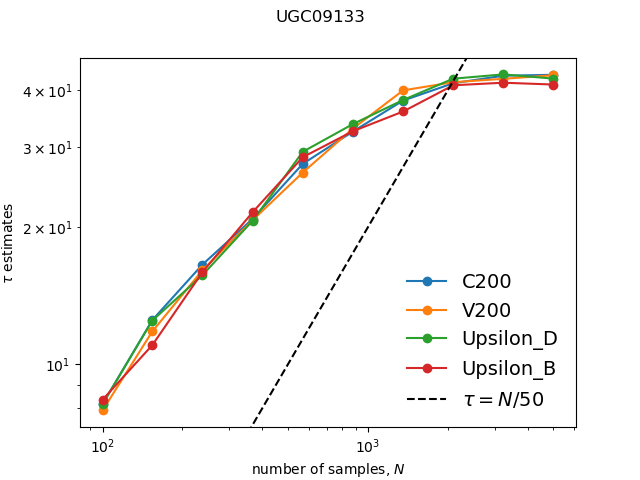 UGC09133
τ estimates
4 × 10¹
3 × 10¹
2 × 10¹
10¹
10²
10³
number of samples, N
C200
V200
Upsilon_D
Upsilon_B
τ = N/50